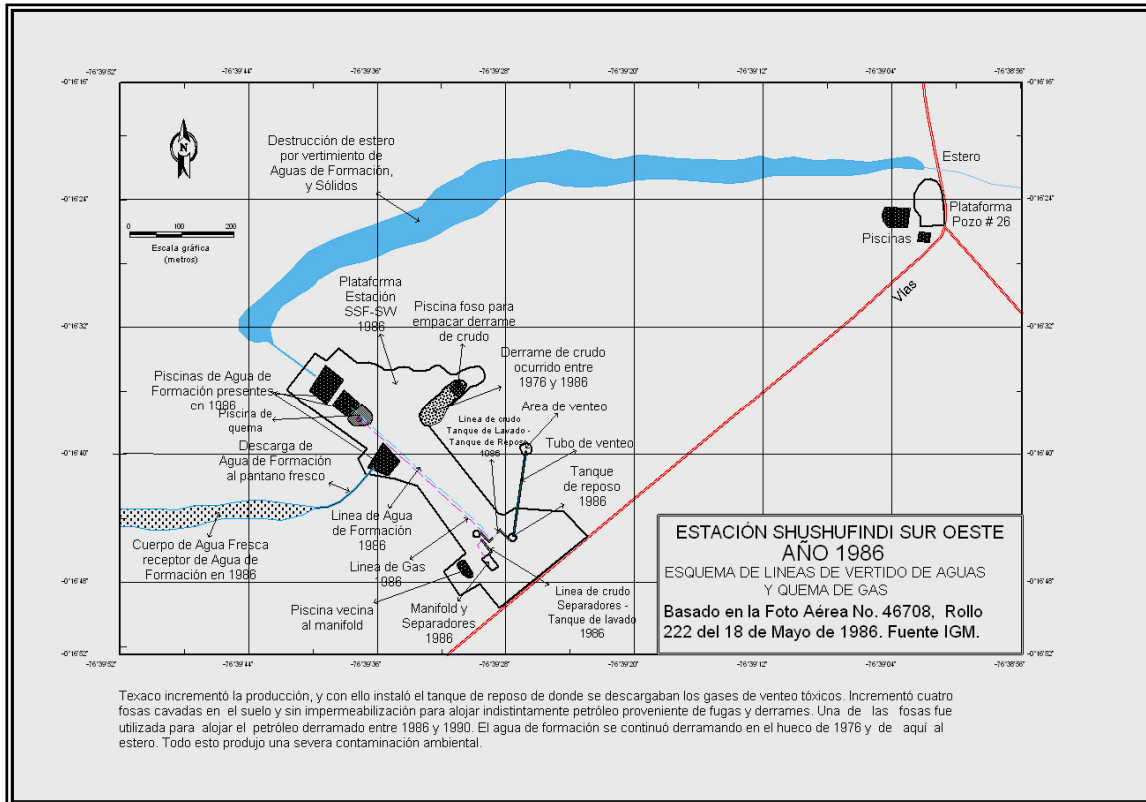 -76°39'52"
-76°39'44"
-76°39'36"
-76°39'28"
-76°39'20"
-76°39'12"
-76°39'04"
-76°38'56"
-0°16'16"
-0°16'16"
N
Destrucción de estero
por vertimiento de
Aguas de Formación,
y Sólidos
Estero
-0°16'24"
-0°16'24"
Plataforma
Pozo # 26
Piscinas
0 100 200
Escala gráfica
(metros)
Vías
Plataforma
Estación
SSF-SW
1986
Piscina foso para
empacar derrame
de crudo
-0°16'32"
-0°16'32"
Derrame de crudo
ocurrido entre
1976 y 1986
Piscinas de Agua de
Formación presentes
en 1986
Piscina de
quema
Linea de crudo
Tanque de Lavado -
Tanque de Reposo
1986
Area de venteo
Tubo de venteo
Descarga de
Agua de Formación
al pantano fresco
-0°16'40"
-0°16'40"
Tanque
de reposo
1986
Linea de Agua
de Formación
1986
Linea de Gas
1986
Cuerpo de Agua Fresca
receptor de Agua de
Formación en 1986
-0°16'48"
-0°16'48"
Piscina vecina
al manifold
Manifold y
Separadores
1986
Linea de crudo
Separadores -
Tanque de lavado
1986
ESTACIÓN SHUSHUFINDI SUR OESTE
AÑO 1986
ESQUEMA DE LINEAS DE VERTIDO DE AGUAS
Y QUEMA DE GAS
Basado en la Foto Aérea No. 46708, Rollo
222 del 18 de Mayo de 1986. Fuente IGM.
-0°16'52"
-0°16'52"
-76°39'52"
-76°39'44"
-76°39'36"
-76°39'28"
-76°39'20"
-76°39'12"
-76°39'04"
-76°38'56"
Texaco incrementó la producción, y con ello instaló el tanque de reposo de donde se descargaban los gases de venteo tóxicos. Incrementó cuatro
fosas cavadas en el suelo y sin impermeabilización para alojar indistintamente petróleo proveniente de fugas y derrames. Una de las fosas fue
utilizada para alojar el petróleo derramado entre 1986 y 1990. El agua de formación se continuó derramando en el hueco de 1976 y de aquí al
estero. Todo esto produjo una severa contaminación ambiental.